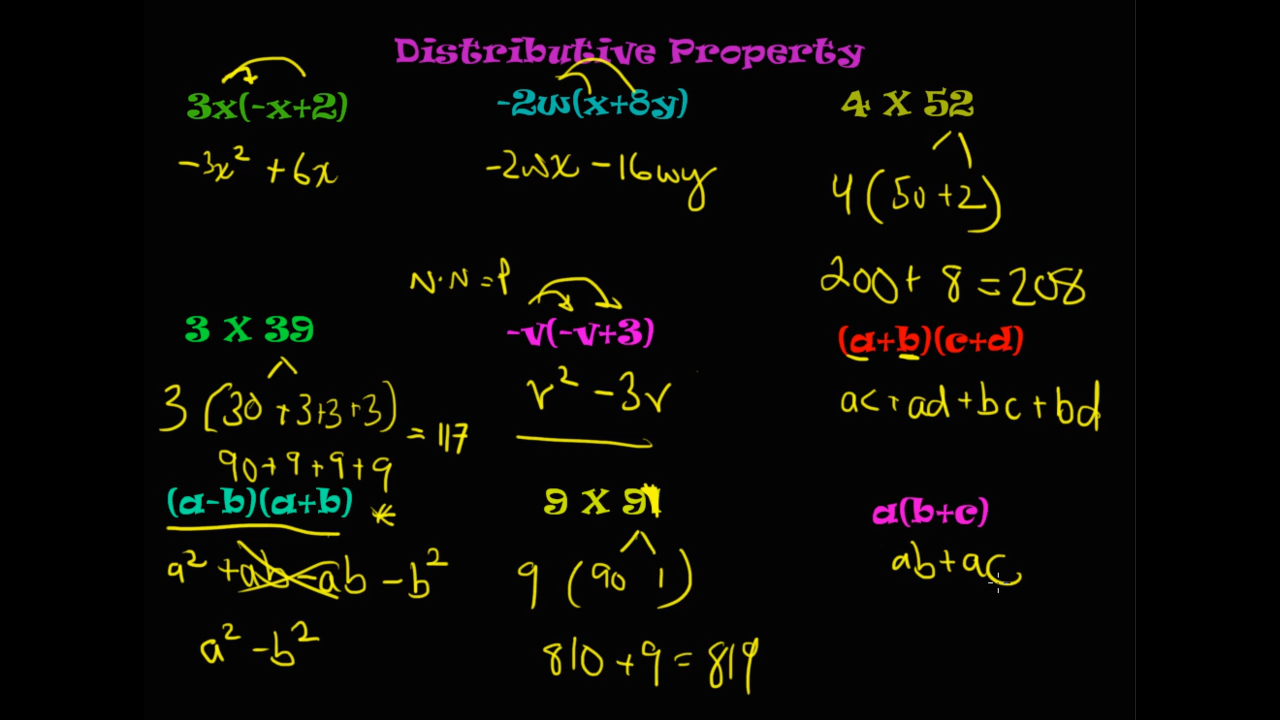 Distributive Property
3x(-x+2)
-3x² + 6x
-2w(x+8y)
-2wx - 16wy
4 X 52
4 (50 + 2)
200 + 8 = 208
3 X 39
3 (30 + 3 + 3 + 3)
90 + 9 + 9 + 9
= 117
N·N = P
-v(-v+3)
v² - 3v
(a+b)(c+d)
ac + ad + bc + bd
(a-b)(a+b) *
a² + ab - ab - b²
a² - b²
9 X 91
9 (90 1)
810 + 9 = 819
a(b+c)
ab + ac